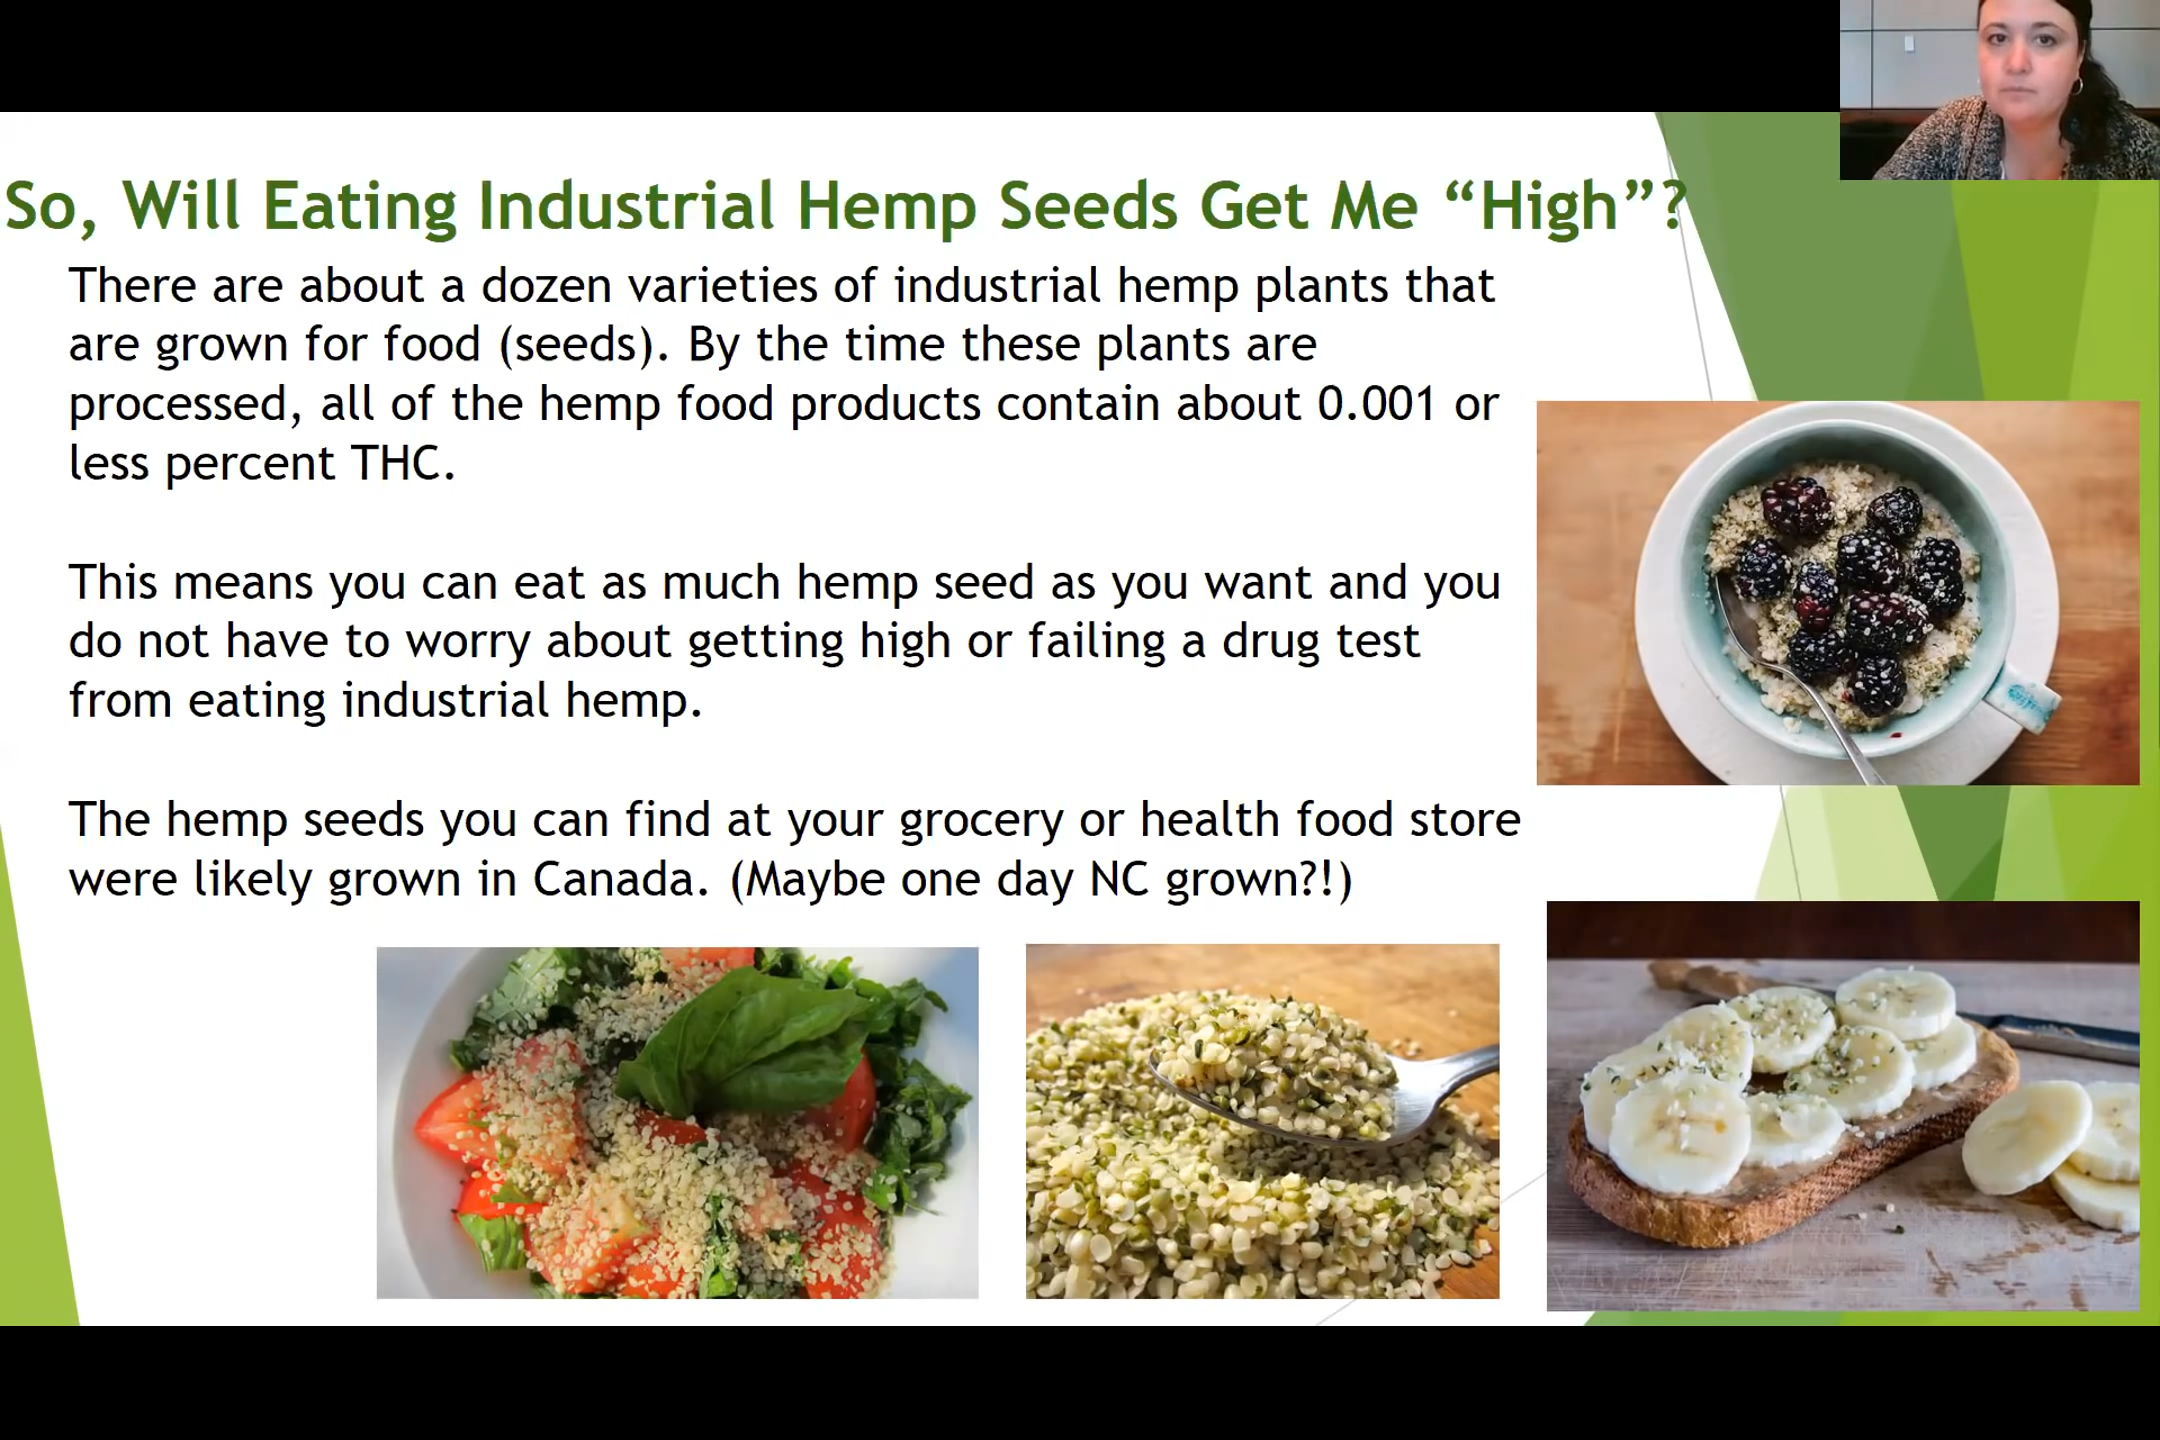 So, Will Eating Industrial Hemp Seeds Get Me “High”?
There are about a dozen varieties of industrial hemp plants that
are grown for food (seeds). By the time these plants are
processed, all of the hemp food products contain about 0.001 or
less percent THC.
This means you can eat as much hemp seed as you want and you
do not have to worry about getting high or failing a drug test
from eating industrial hemp.
The hemp seeds you can find at your grocery or health food store
were likely grown in Canada. (Maybe one day NC grown?!)